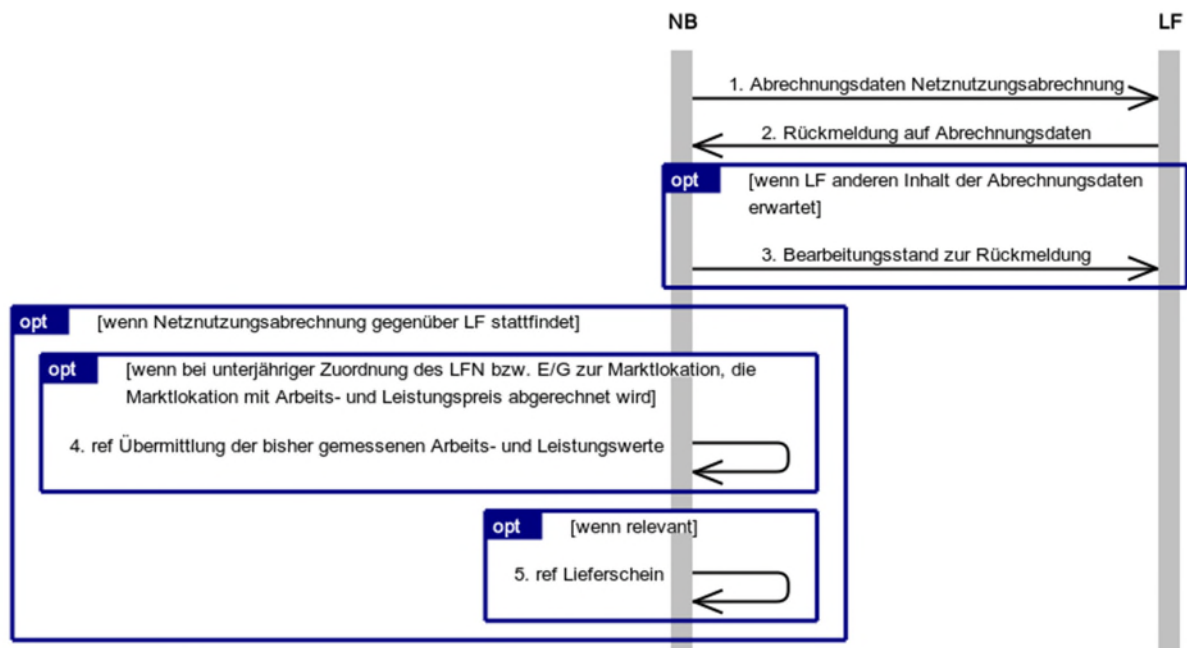 NB
LF
1. Abrechnungsdaten Netznutzungsabrechnung
2. Rückmeldung auf Abrechnungsdaten
opt
[wenn LF anderen Inhalt der Abrechnungsdaten
erwartet]
3. Bearbeitungsstand zur Rückmeldung
opt
[wenn Netznutzungsabrechnung gegenüber LF stattfindet]
opt
[wenn bei unterjähriger Zuordnung des LFN bzw. E/G zur Marktlokation, die
Marktlokation mit Arbeits- und Leistungspreis abgerechnet wird]
4. ref Übermittlung der bisher gemessenen Arbeits- und Leistungswerte
opt
[wenn relevant]
5. ref Lieferschein